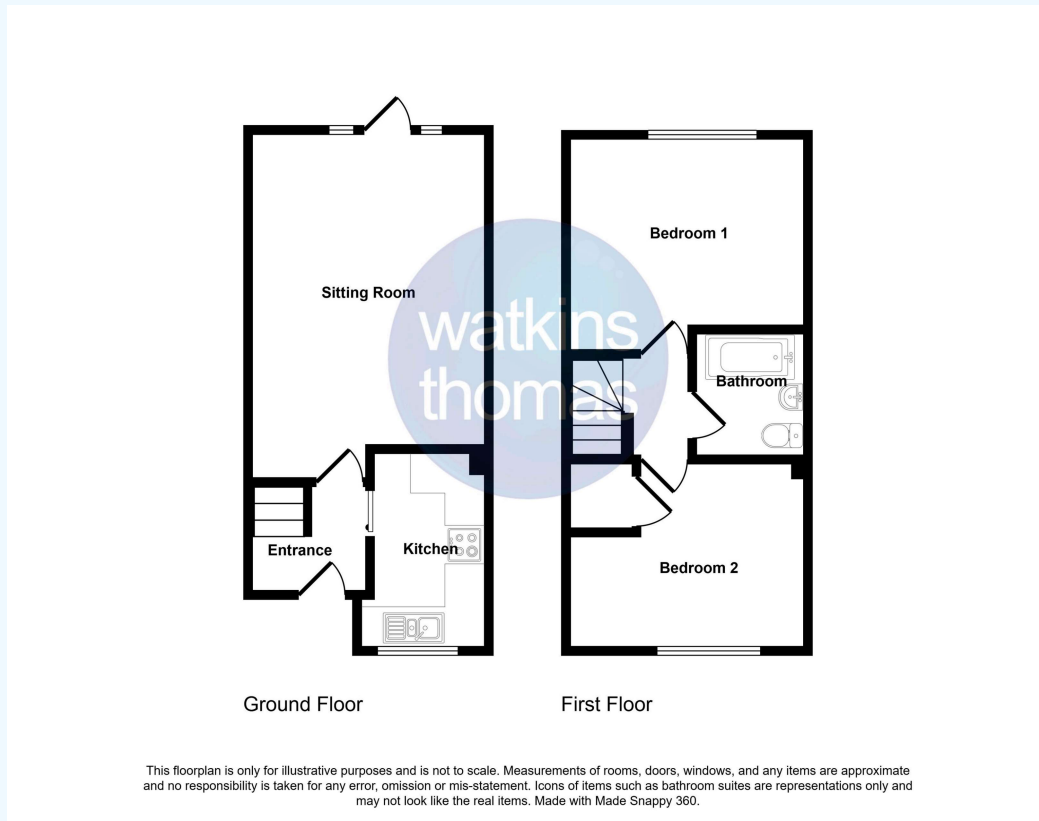 Bedroom 1
Sitting Room
watkins
thomas
Bathroom
Entrance
Kitchen
Bedroom 2
Ground Floor
First Floor
This floorplan is only for illustrative purposes and is not to scale. Measurements of rooms, doors, windows, and any items are approximate
and no responsibility is taken for any error, omission or mis-statement. Icons of items such as bathroom suites are representations only and
may not look like the real items. Made with Made Snappy 360.